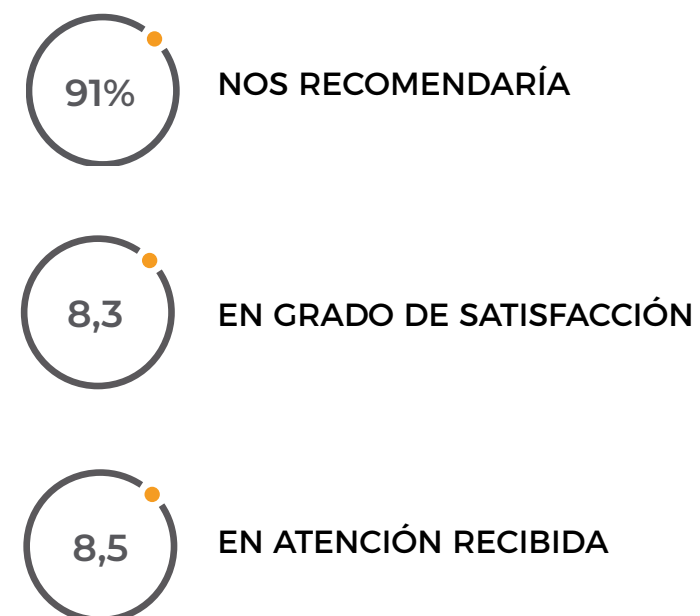 91%
NOS RECOMENDARÍA
8,3
EN GRADO DE SATISFACCIÓN
8,5
EN ATENCIÓN RECIBIDA